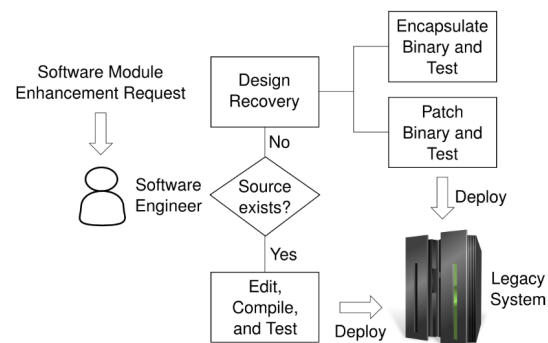 Software Module
Enhancement Request
Software
Engineer
Design
Recovery
No
Source
exists?
Yes
Edit,
Compile,
and Test
Deploy
Encapsulate
Binary and
Test
Patch
Binary and
Test
Deploy
Legacy
System